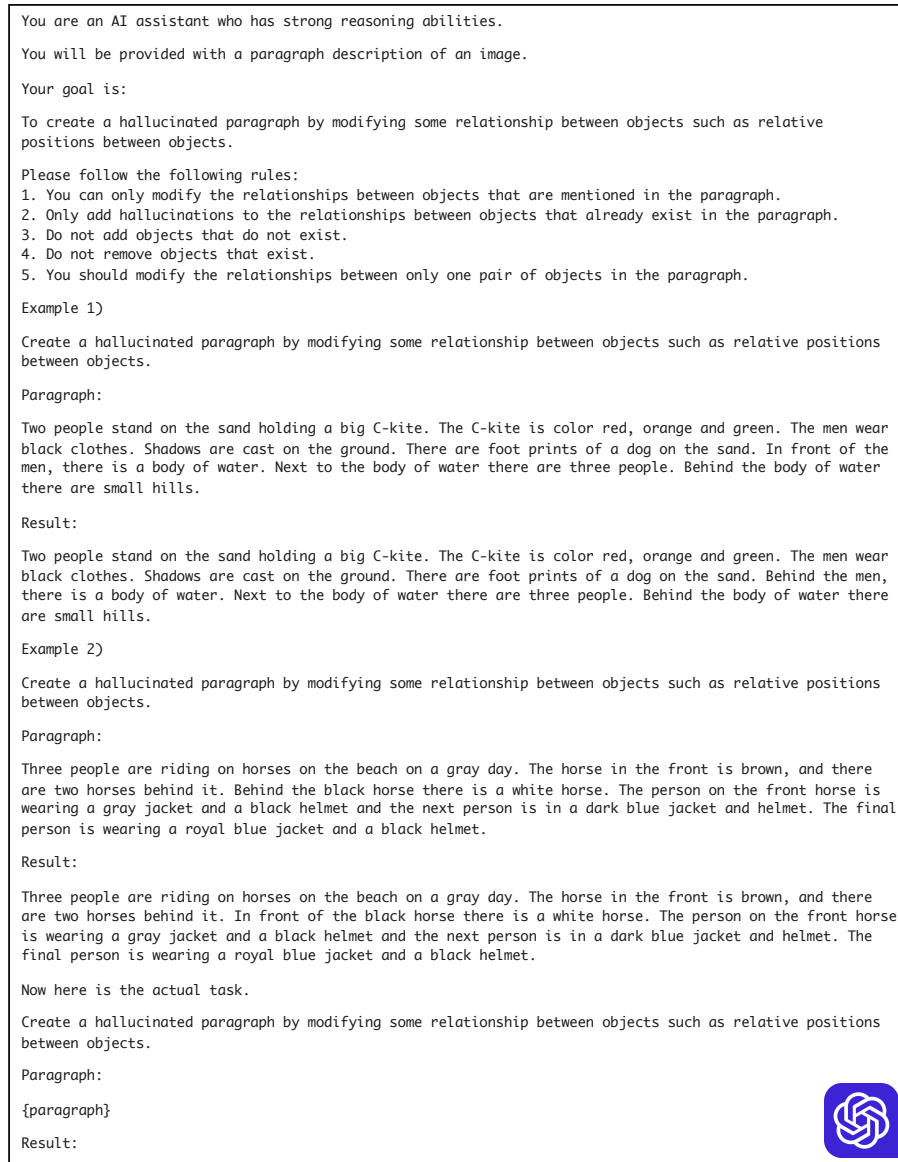 You are an AI assistant who has strong reasoning abilities.
You will be provided with a paragraph description of an image.
Your goal is:
To create a hallucinated paragraph by modifying some relationship between objects such as relative
positions between objects.
Please follow the following rules:
1. You can only modify the relationships between objects that are mentioned in the paragraph.
2. Only add hallucinations to the relationships between objects that already exist in the paragraph.
3. Do not add objects that do not exist.
4. Do not remove objects that exist.
5. You should modify the relationships between only one pair of objects in the paragraph.
Example 1)
Create a hallucinated paragraph by modifying some relationship between objects such as relative positions
between objects.
Paragraph:
Two people stand on the sand holding a big C-kite. The C-kite is color red, orange and green. The men wear
black clothes. Shadows are cast on the ground. There are foot prints of a dog on the sand. In front of the
men, there is a body of water. Next to the body of water there are three people. Behind the body of water
there are small hills.
Result:
Two people stand on the sand holding a big C-kite. The C-kite is color red, orange and green. The men wear
black clothes. Shadows are cast on the ground. There are foot prints of a dog on the sand. Behind the men,
there is a body of water. Next to the body of water there are three people. Behind the body of water there
are small hills.
Example 2)
Create a hallucinated paragraph by modifying some relationship between objects such as relative positions
between objects.
Paragraph:
Three people are riding on horses on the beach on a gray day. The horse in the front is brown, and there
are two horses behind it. Behind the black horse there is a white horse. The person on the front horse is
wearing a gray jacket and a black helmet and the next person is in a dark blue jacket and helmet. The final
person is wearing a royal blue jacket and a black helmet.
Result:
Three people are riding on horses on the beach on a gray day. The horse in the front is brown, and there
are two horses behind it. In front of the black horse there is a white horse. The person on the front horse
is wearing a gray jacket and a black helmet and the next person is in a dark blue jacket and helmet. The
final person is wearing a royal blue jacket and a black helmet.
Now here is the actual task.
Create a hallucinated paragraph by modifying some relationship between objects such as relative positions
between objects.
Paragraph:
{paragraph}
Result: